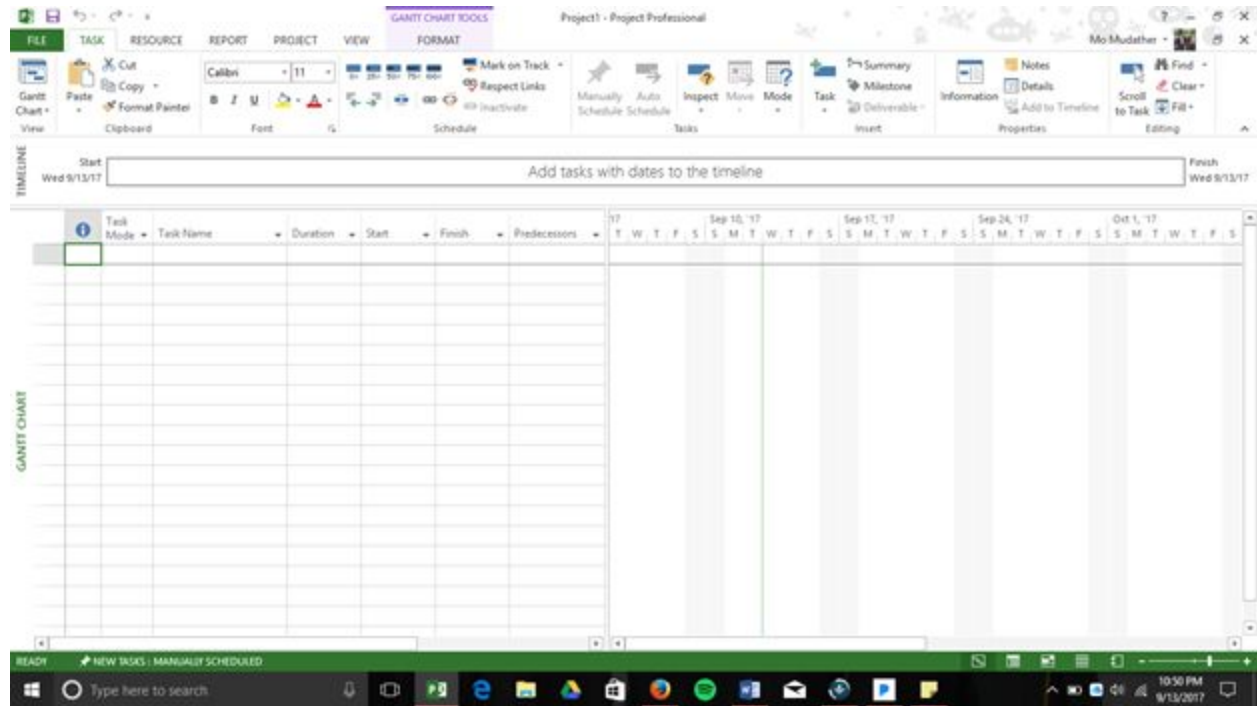 GANTT CHART TOOLS Project1 - Project Professional ?
FILE TASK RESOURCE REPORT PROJECT VIEW FORMAT Mo Mudather
Gantt Chart
View
Paste
Cut
Copy
Format Painter
Clipboard
Calibri 11
B I U A
Font
0% 25% 50% 75% 100%
Mark on Track
Respect Links
Inactivate
Schedule
Manually Schedule
Auto Schedule
Inspect
Move
Mode
Tasks
Task
Summary
Milestone
Deliverable
Insert
Information
Notes
Details
Add to Timeline
Properties
Scroll to Task
Find
Clear
Fill
Editing
TIMELINE
Start
Wed 9/13/17
Add tasks with dates to the timeline
Finish
Wed 9/13/17
Task Mode Task Name Duration Start Finish Predecessors
'17 Sep 10, '17 Sep 17, '17 Sep 24, '17 Oct 1, '17
T W T F S S M T W T F S S M T W T F S S M T W T F S S M T W T F S
GANTT CHART
READY NEW TASKS : MANUALLY SCHEDULED
Type here to search
10:50 PM
9/13/2017